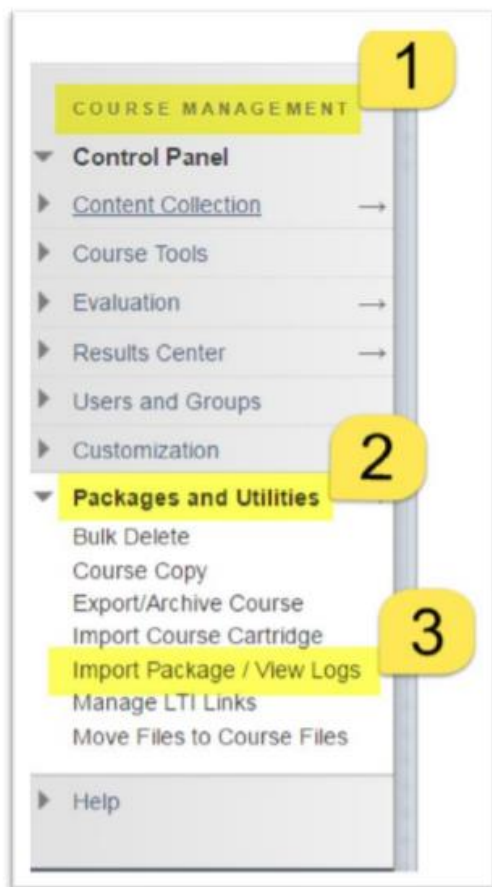 1
COURSE MANAGEMENT
Control Panel
Content Collection →
Course Tools
Evaluation →
Results Center →
Users and Groups
Customization
2
Packages and Utilities
Bulk Delete
Course Copy
Export/Archive Course
Import Course Cartridge
3
Import Package / View Logs
Manage LTI Links
Move Files to Course Files
Help